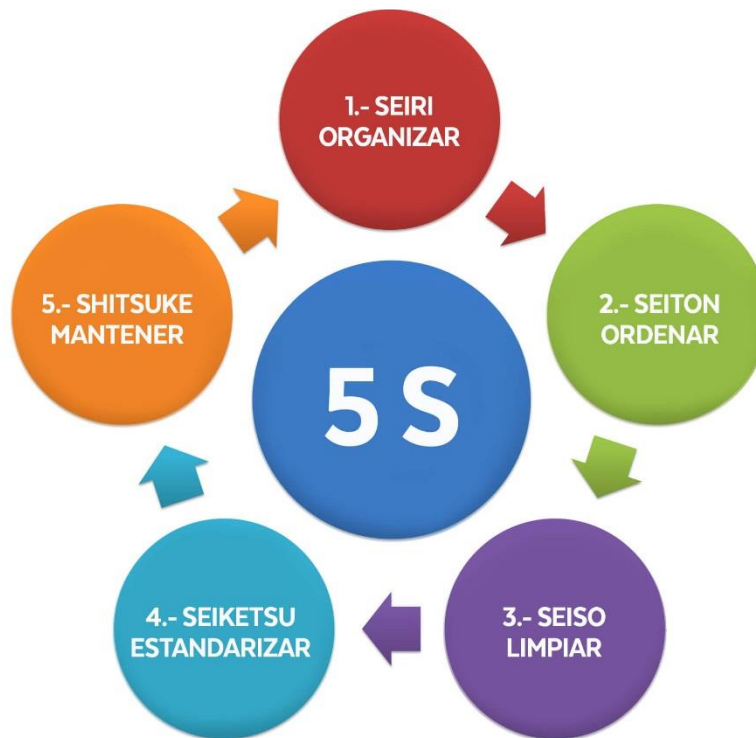 1.- SEIRI
ORGANIZAR
2.- SEITON
ORDENAR
3.- SEISO
LIMPIAR
4.- SEIKETSU
ESTANDARIZAR
5.- SHITSUKE
MANTENER
5 S